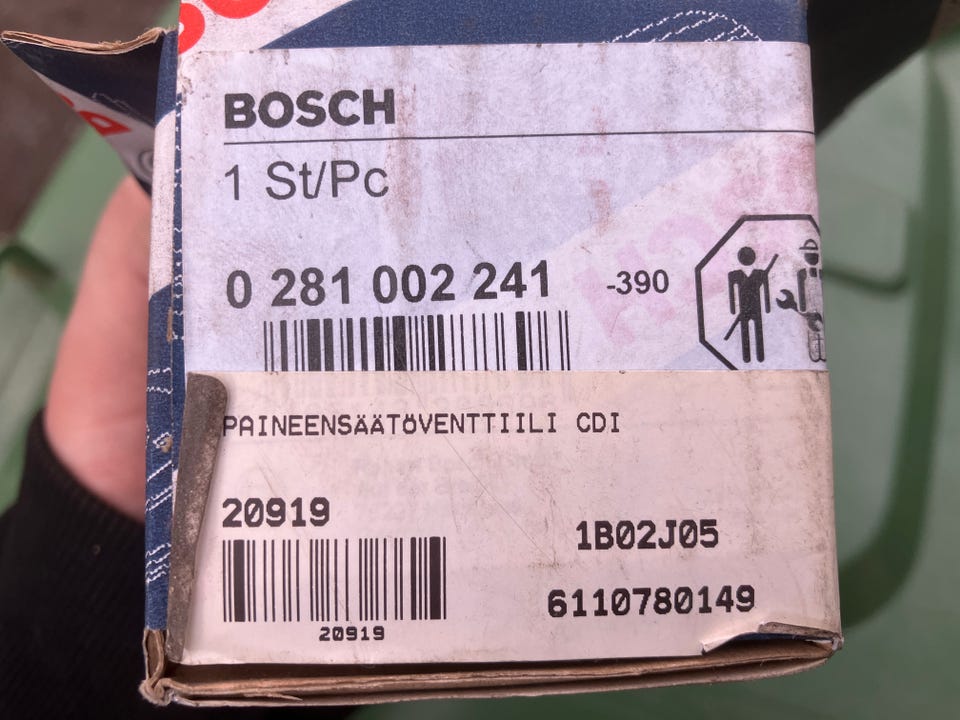 BOSCH
1 St/Pc
0 281 002 241 -390
PAINEENSÄÄTÖVENTTIILI CDI
20919
1B02J05
6110780149
20919